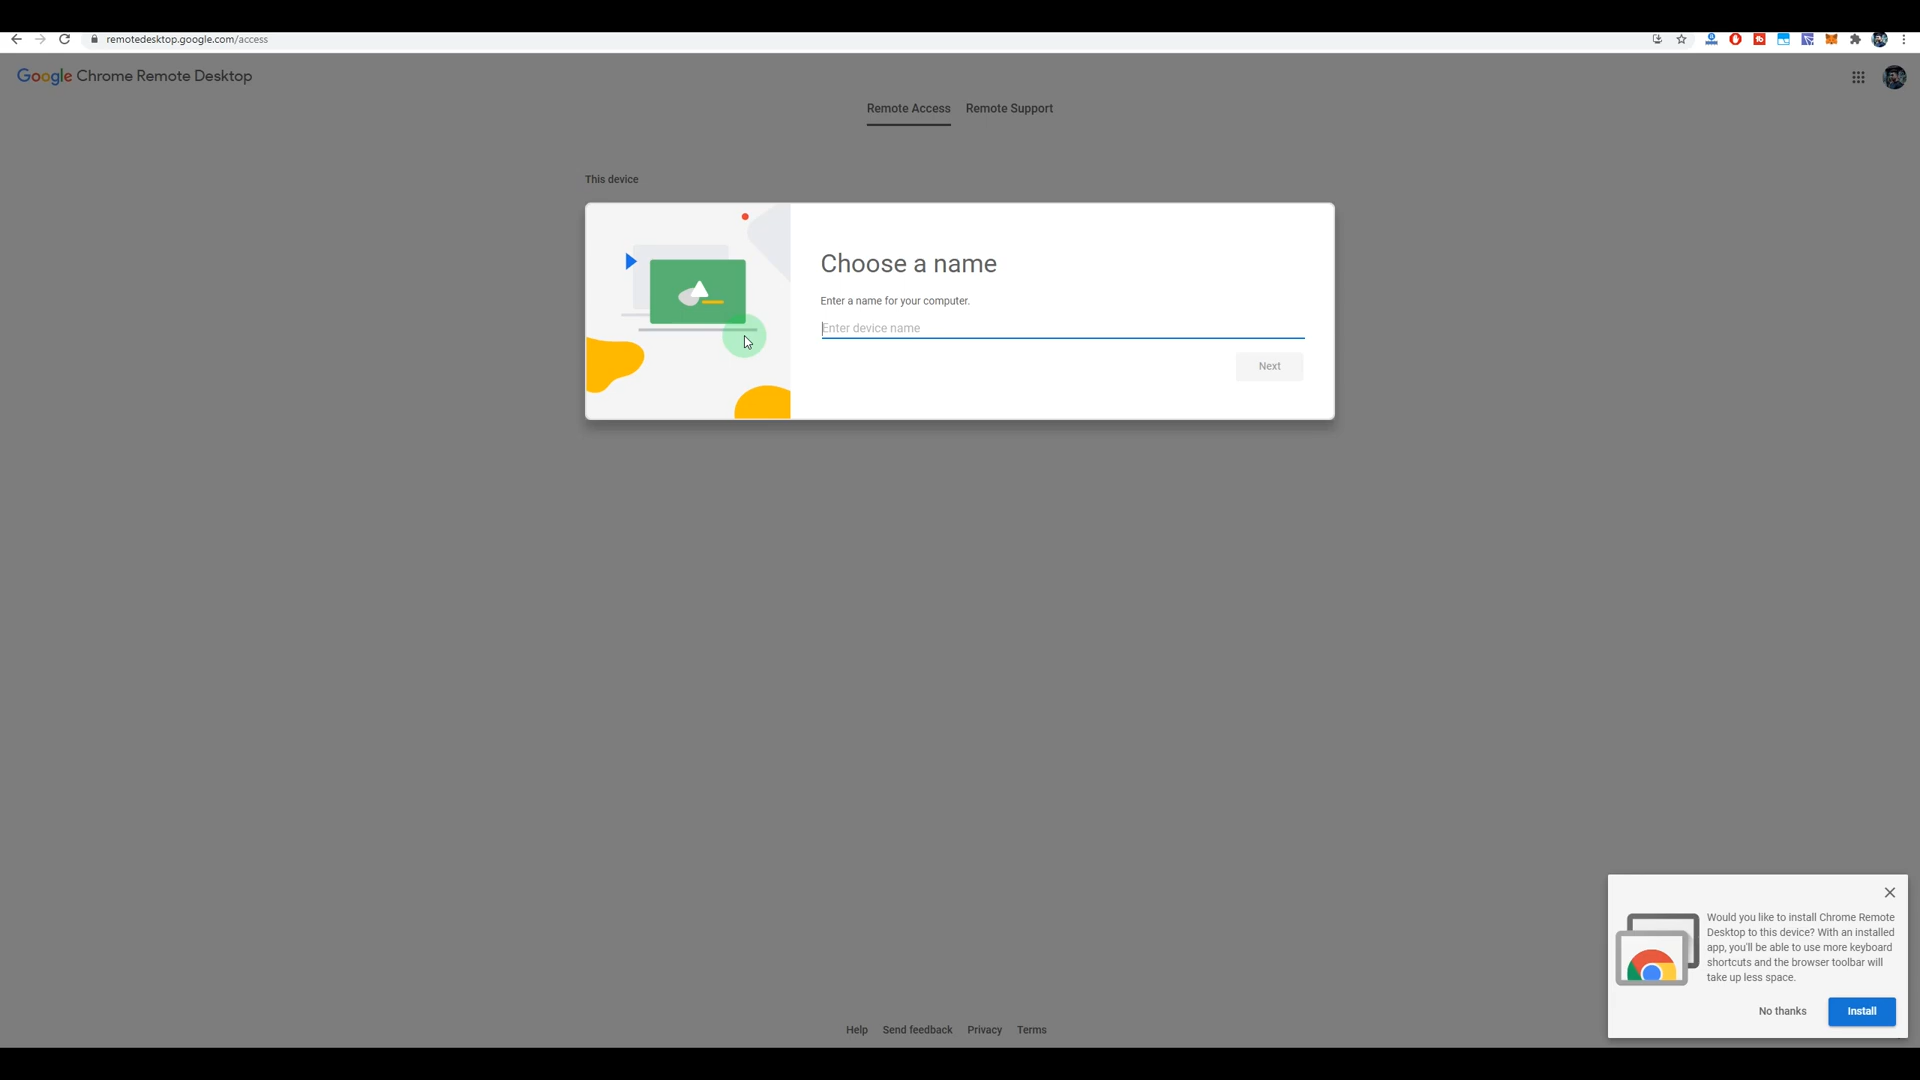 remotedesktop.google.com/access
Google Chrome Remote Desktop
Remote Access Remote Support
This device
Choose a name
Enter a name for your computer.
Enter device name
Next
Would you like to install Chrome Remote
Desktop to this device? With an installed
app, you'll be able to use more keyboard
shortcuts and the browser toolbar will
take up less space.
No thanks Install
Help Send feedback Privacy Terms